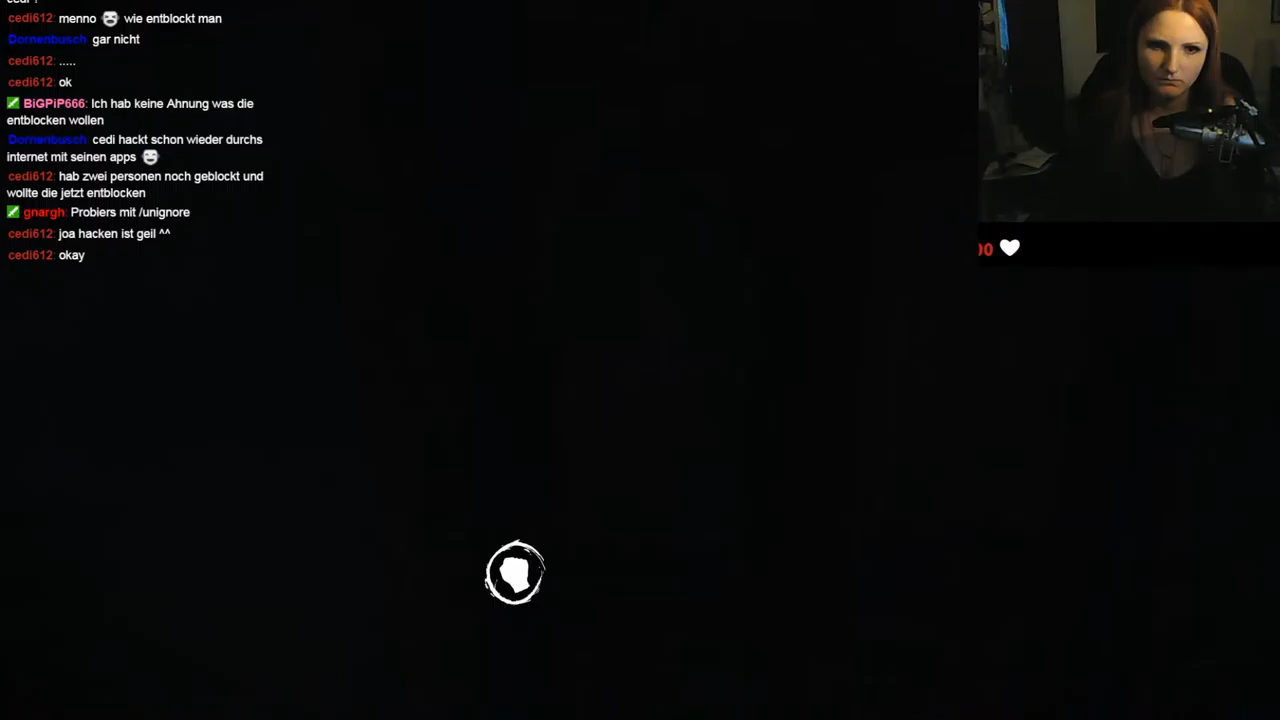 cedi612: menno wie entblockt man
Dornenbusch: gar nicht
cedi612: .....
cedi612: ok
BiGPiP666: Ich hab keine Ahnung was die
entblocken wollen
Dornenbusch: cedi hackt schon wieder durchs
internet mit seinen apps
cedi612: hab zwei personen noch geblockt und
wollte die jetzt entblocken
gnargh: Probiers mit /unignore
cedi612: joa hacken ist geil ^^
cedi612: okay